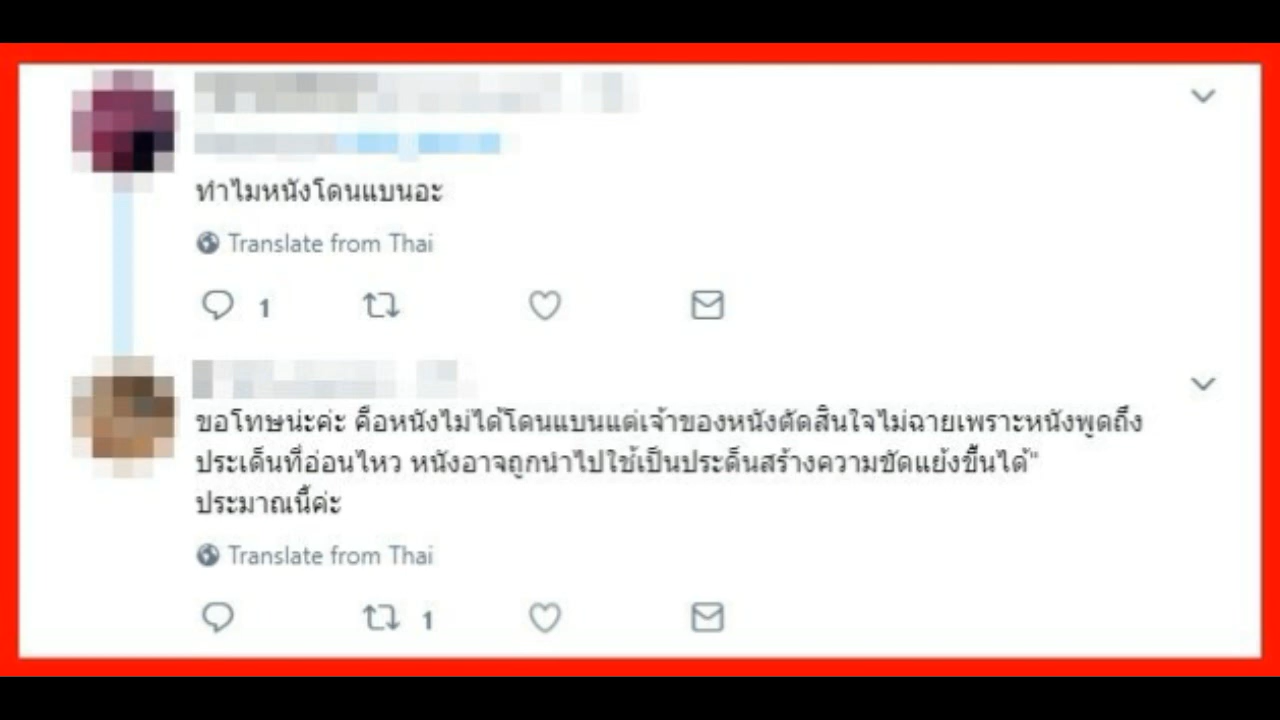 ทำไมหนังโดนแบนอะ
Translate from Thai
1
ขอโทษน่ะค่ะ คือหนังไม่ได้โดนแบนแต่เจ้าของหนังตัดสินใจไม่ฉายเพราะหนังพูดถึง
ประเด็นที่อ่อนไหว หนังอาจถูกนำไปใช้เป็นประด็นสร้างความขัดแย้งขึ้นได้"
ประมาณนี้ค่ะ
Translate from Thai
1